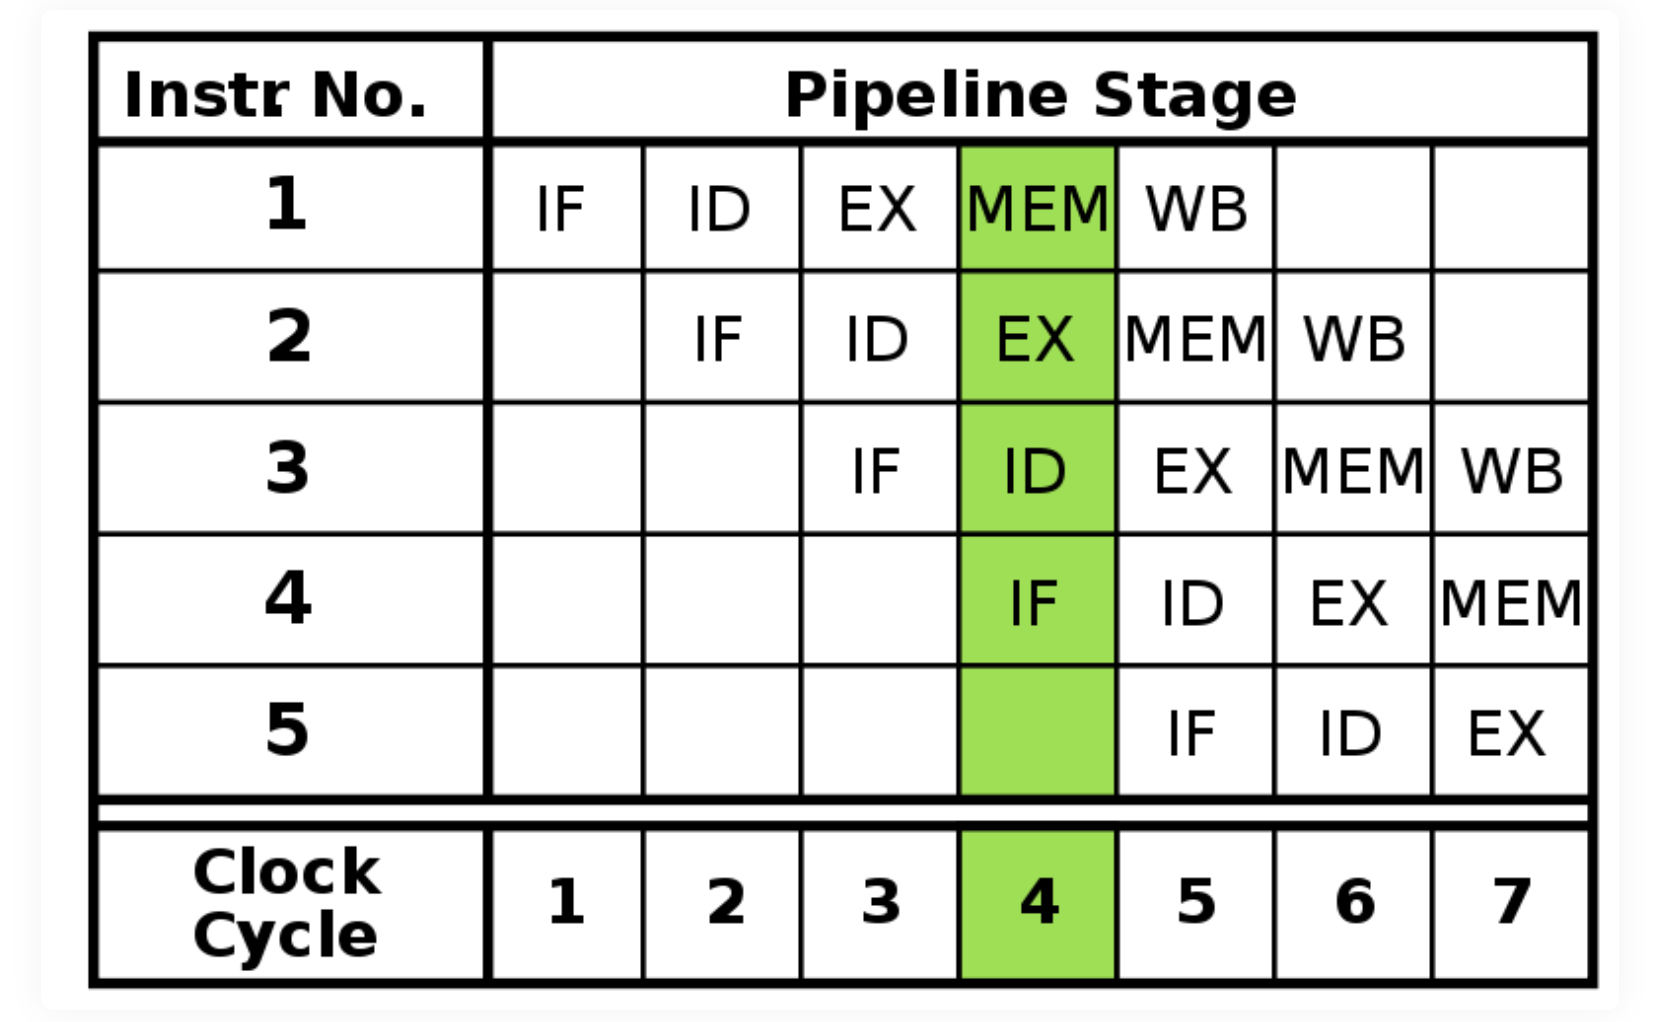 Instr. No. Pipeline Stage
1 IF ID EX MEM WB
2 IF ID EX MEM WB
3 IF ID EX MEM WB
4 IF ID EX MEM
5 IF ID EX
Clock
Cycle
1 2 3 4 5 6 7